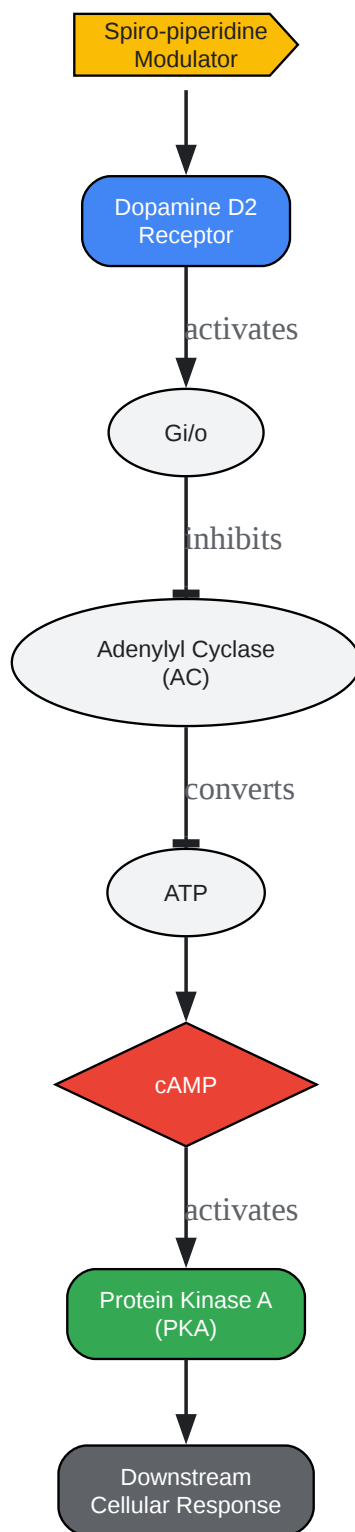 Spiro-piperidine
Modulator
Dopamine D2
Receptor
activates
Gi/o
inhibits
Adenylyl Cyclase
(AC)
converts
ATP
cAMP
activates
Protein Kinase A
(PKA)
Downstream
Cellular Response